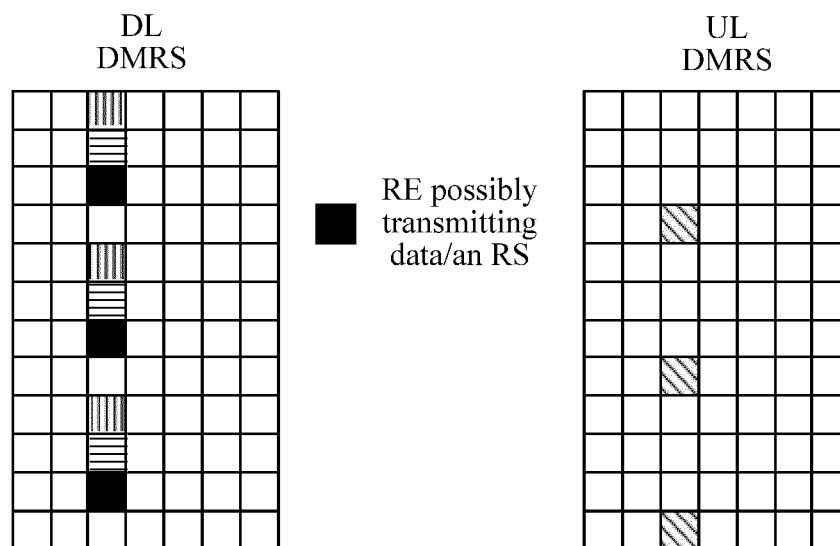 DL
DMRS
UL
DMRS
RE possibly
transmitting
data/an RS